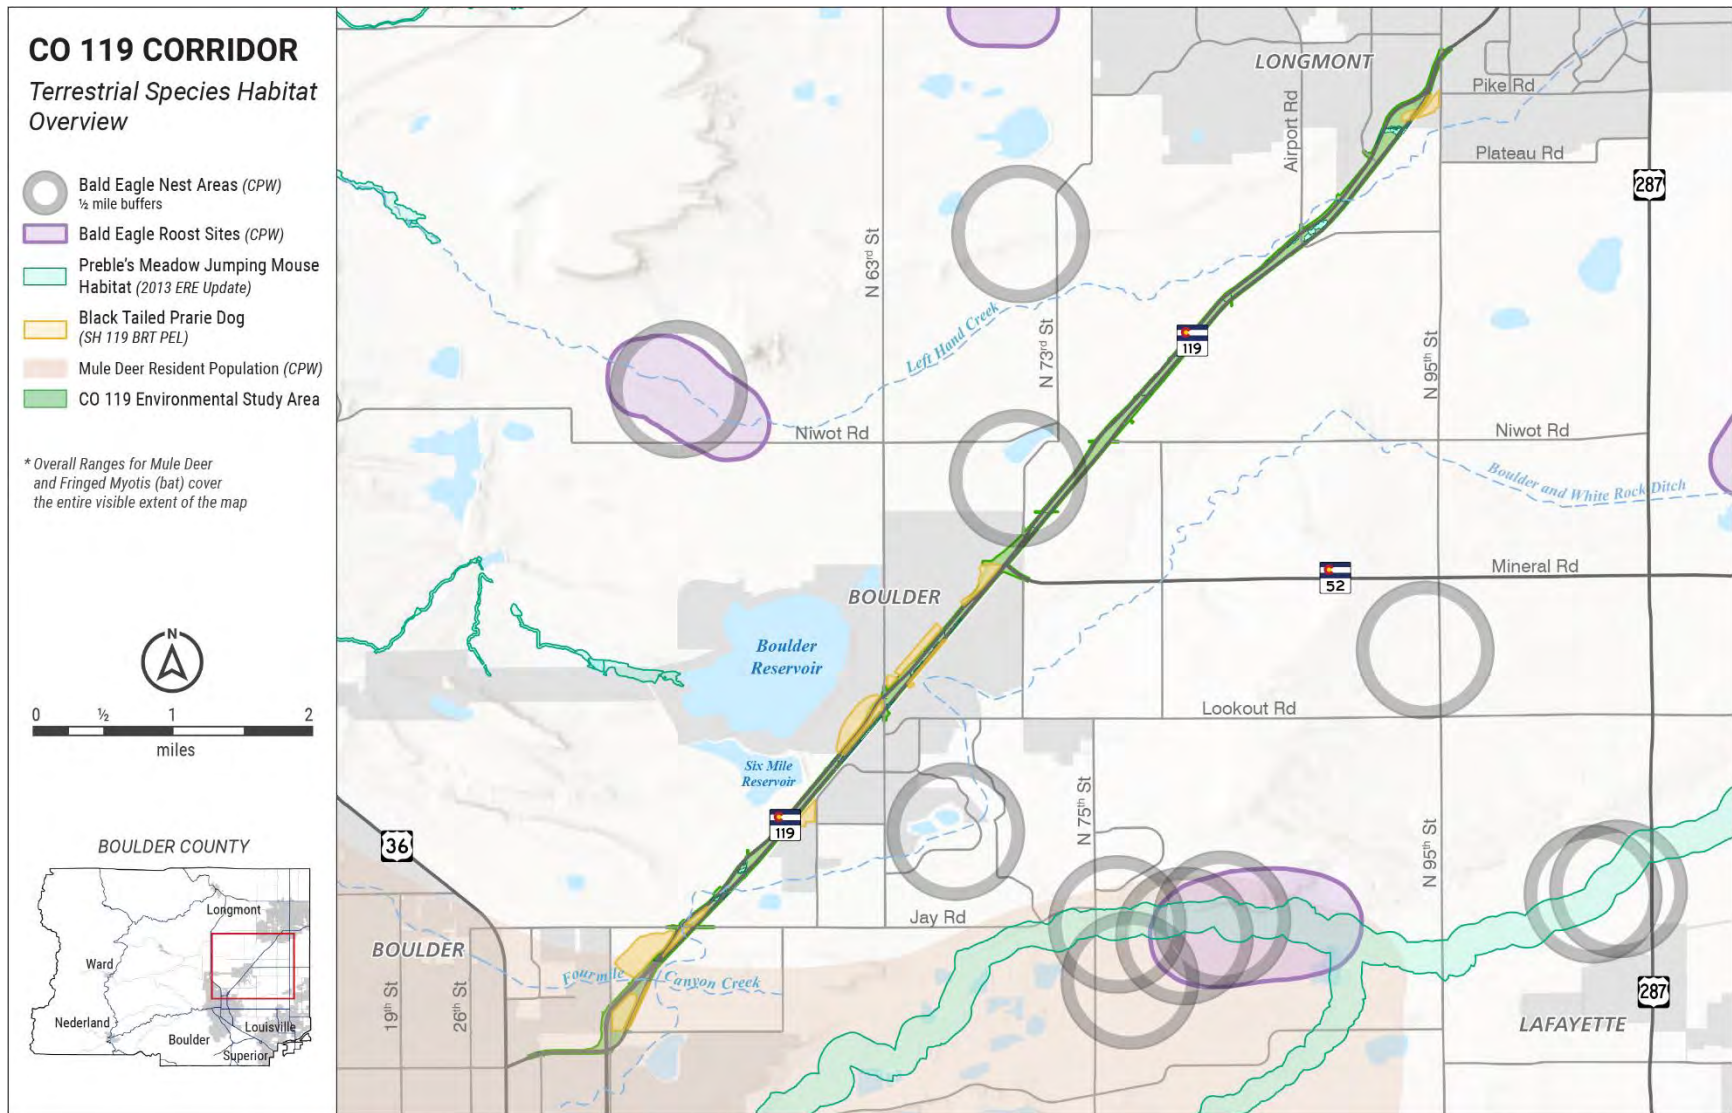 CO 119 CORRIDOR
Terrestrial Species Habitat
Overview
Bald Eagle Nest Areas (CPW)
½ mile buffers
Bald Eagle Roost Sites (CPW)
Preble's Meadow Jumping Mouse
Habitat (2013 ERE Update)
Black Tailed Prarie Dog
(SH 119 BRT PEL)
Mule Deer Resident Population (CPW)
CO 119 Environmental Study Area
* Overall Ranges for Mule Deer
and Fringed Myotis (bat) cover
the entire visible extent of the map
N
0 ½ 1 2
miles
BOULDER COUNTY
Longmont
Ward
Nederland
Boulder
Louisville
Superior
LONGMONT
Pike Rd
Airport Rd
Plateau Rd
287
N 63rd St
Left Hand Creek
N 73rd St
119
N 95th St
Niwot Rd
Niwot Rd
Boulder and White Rock Ditch
Mineral Rd
52
BOULDER
Boulder
Reservoir
Lookout Rd
Six Mile
Reservoir
119
N 75th St
36
N 95th St
Jay Rd
BOULDER
Fourmile Canyon Creek
19th St
26th St
287
LAFAYETTE